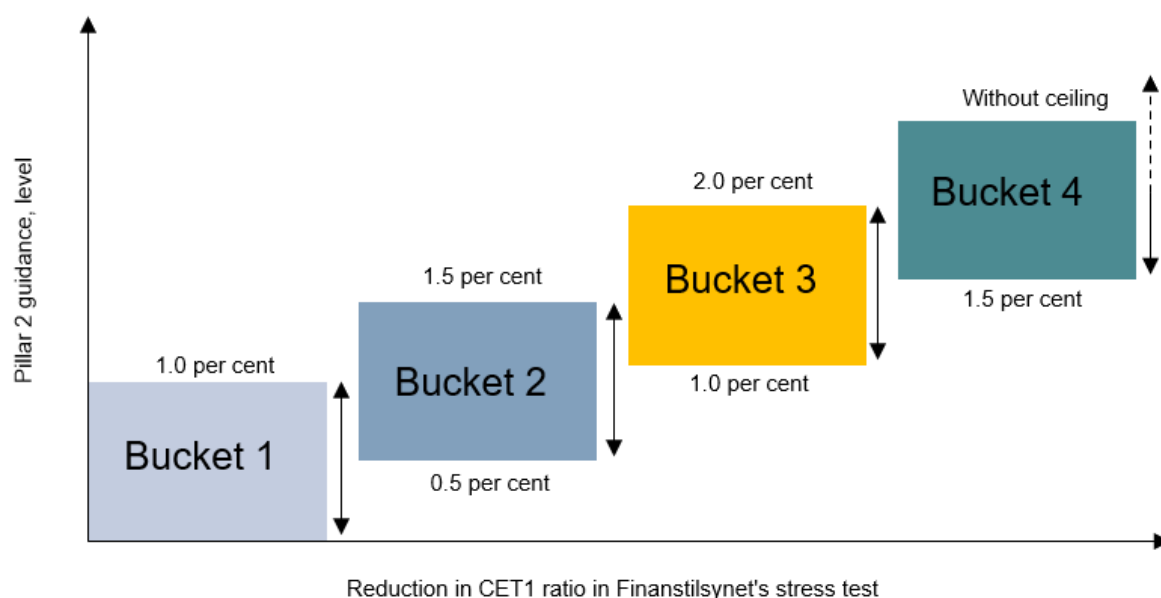 Pillar 2 guidance, level
Without ceiling
Bucket 4
1.5 per cent
2.0 per cent
Bucket 3
1.0 per cent
1.5 per cent
Bucket 2
0.5 per cent
1.0 per cent
Bucket 1
Reduction in CET1 ratio in Finanstilsynet's stress test